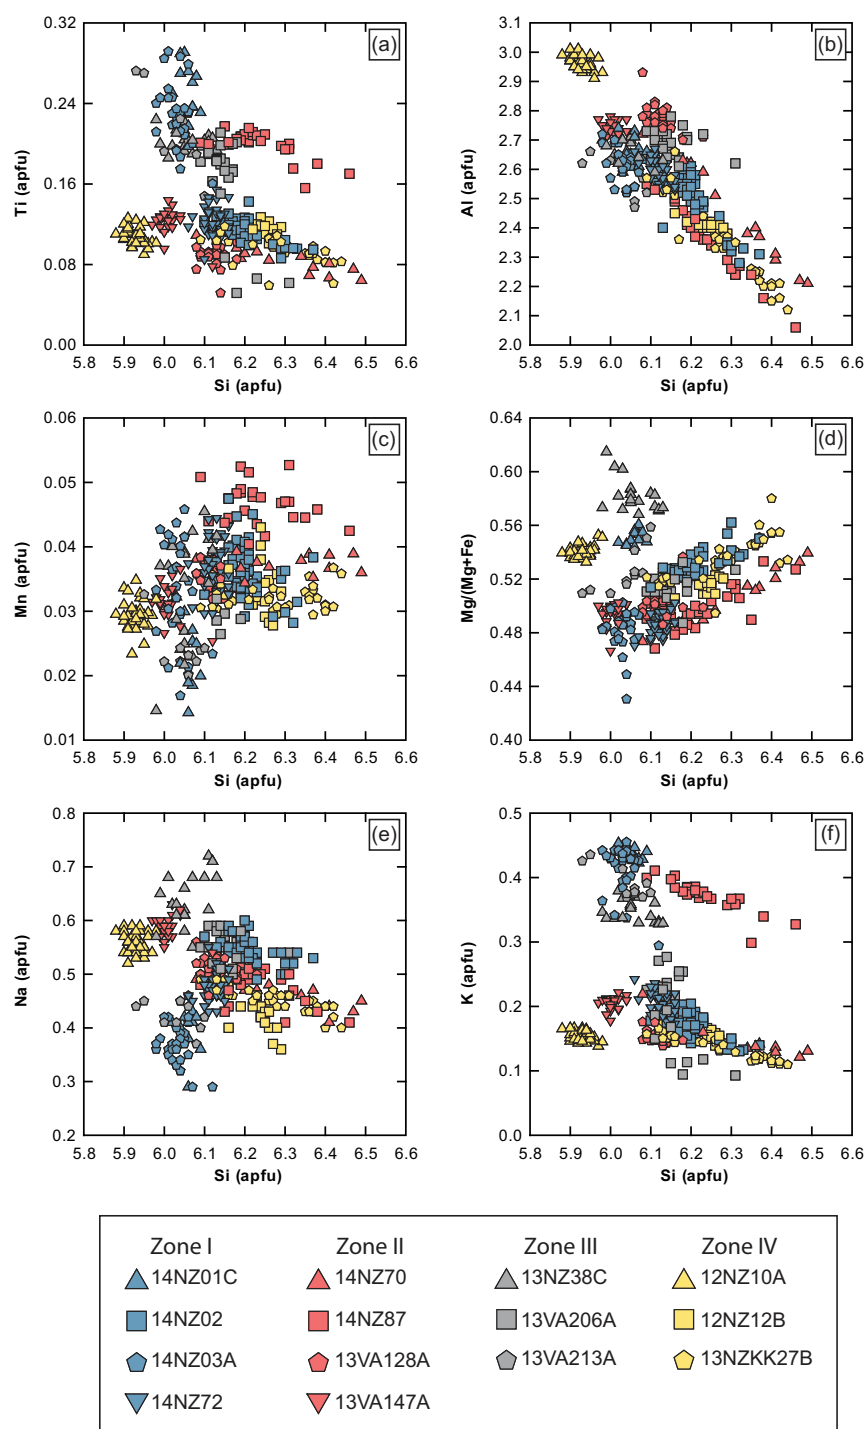 0.32
0.24
0.16
0.08
0.00
Ti (apfu)
(a)
5.8 5.9 6.0 6.1 6.2 6.3 6.4 6.5 6.6
Si (apfu)
3.1
3.0
2.9
2.8
2.7
2.6
2.5
2.4
2.3
2.2
2.1
2.0
Al (apfu)
(b)
5.8 5.9 6.0 6.1 6.2 6.3 6.4 6.5 6.6
Si (apfu)
0.06
0.05
0.04
0.03
0.02
0.01
Mn (apfu)
(c)
5.8 5.9 6.0 6.1 6.2 6.3 6.4 6.5 6.6
Si (apfu)
0.64
0.60
0.56
0.52
0.48
0.44
0.40
Mg/(Mg+Fe)
(d)
5.8 5.9 6.0 6.1 6.2 6.3 6.4 6.5 6.6
Si (apfu)
0.8
0.7
0.6
0.5
0.4
0.3
0.2
Na (apfu)
(e)
5.8 5.9 6.0 6.1 6.2 6.3 6.4 6.5 6.6
Si (apfu)
0.5
0.4
0.3
0.2
0.1
0.0
K (apfu)
(f)
5.8 5.9 6.0 6.1 6.2 6.3 6.4 6.5 6.6
Si (apfu)
Zone I
14NZ01C
14NZ02
14NZ03A
14NZ72
Zone II
14NZ70
14NZ87
13VA128A
13VA147A
Zone III
13NZ38C
13VA206A
13VA213A
Zone IV
12NZ10A
12NZ12B
13NZKK27B